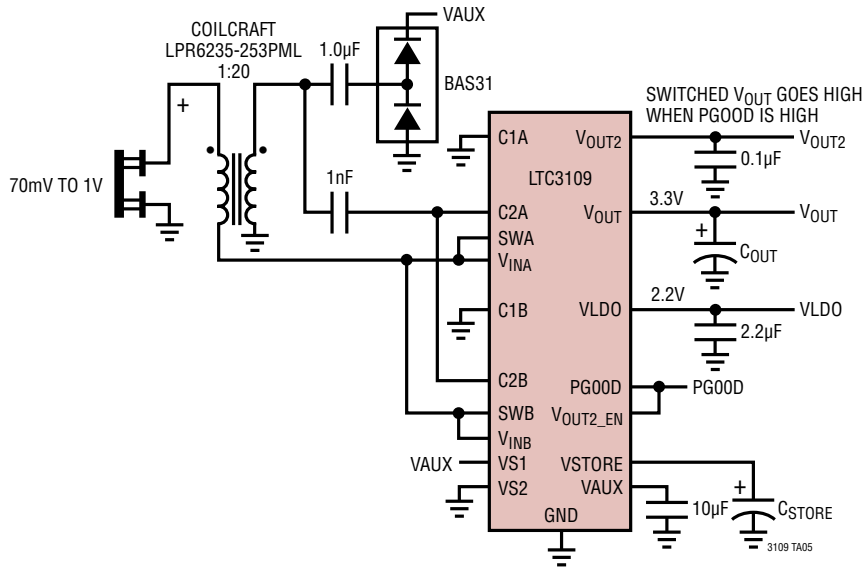 COILCRAFT
LPR6235-253PML
1:20
1.0µF
VAUX
BAS31
+
70mV TO 1V
1nF
SWITCHED VOUT GOES HIGH
WHEN PGOOD IS HIGH
LTC3109
C1A
C2A
SWA
VINA
C1B
C2B
SWB
VINB
VAUX
VS1
VS2
GND
VOUT2
VOUT2
0.1µF
VOUT
3.3V
VOUT
+
COUT
VLDO
2.2V
VLDO
2.2µF
PG00D
PG00D
VOUT2_EN
VSTORE
VAUX
10µF
+
CSTORE
3109 TA05